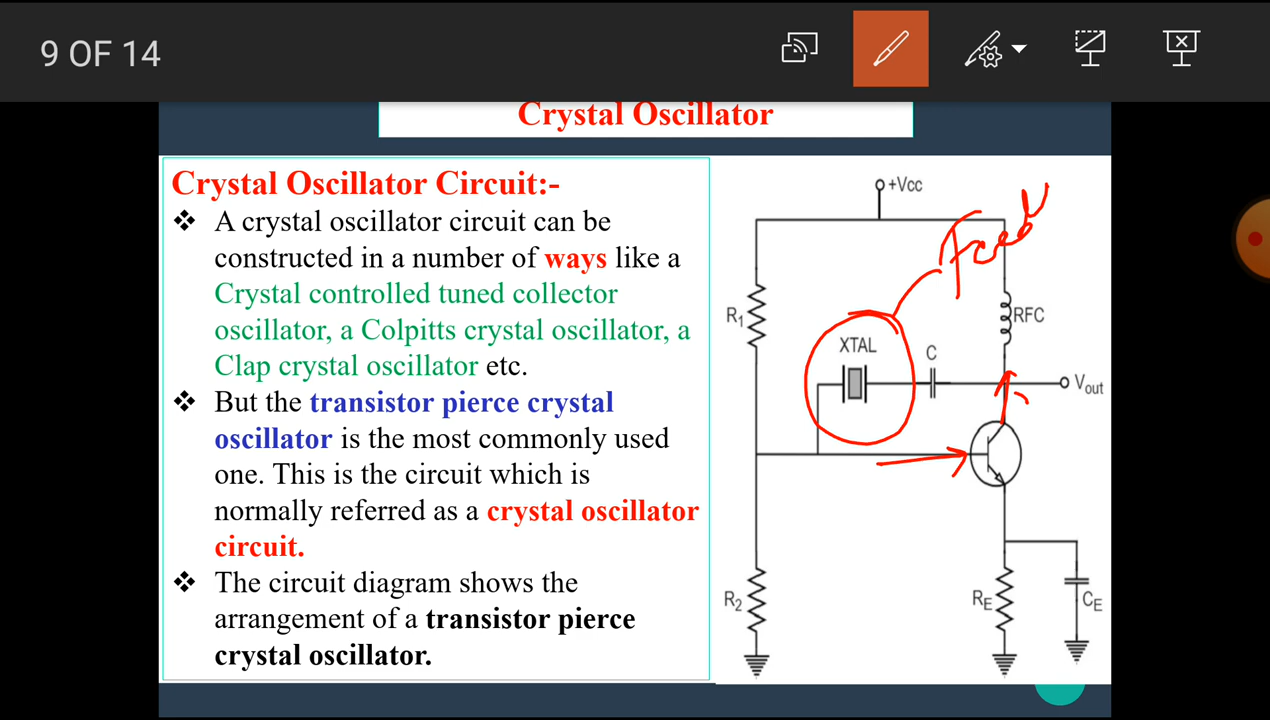 9 OF 14
Crystal Oscillator
Crystal Oscillator Circuit:-
❖ A crystal oscillator circuit can be
constructed in a number of ways like a
Crystal controlled tuned collector
oscillator, a Colpitts crystal oscillator, a
Clap crystal oscillator etc.
❖ But the transistor pierce crystal
oscillator is the most commonly used
one. This is the circuit which is
normally referred as a crystal oscillator
circuit.
❖ The circuit diagram shows the
arrangement of a transistor pierce
crystal oscillator.
+Vcc
Feed
R1
RFC
XTAL
C
Vout
R2
RE
CE